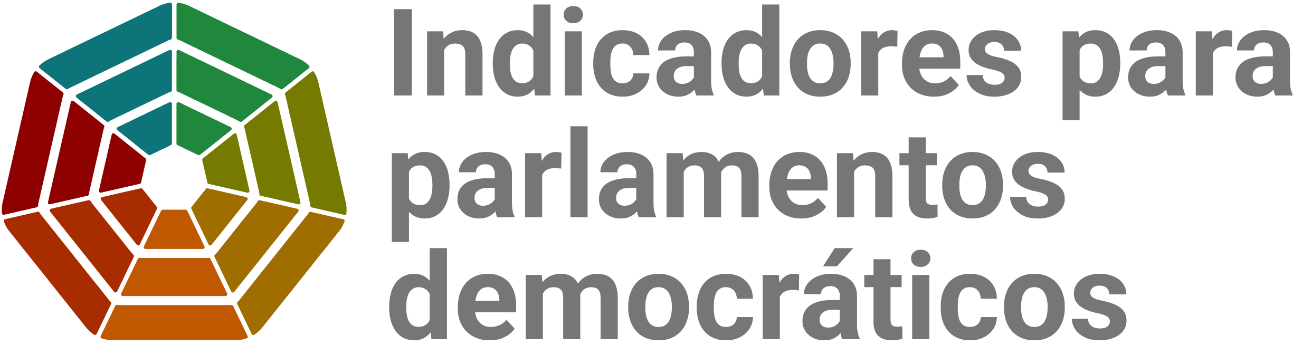 Indicadores para
parlamentos
democráticos